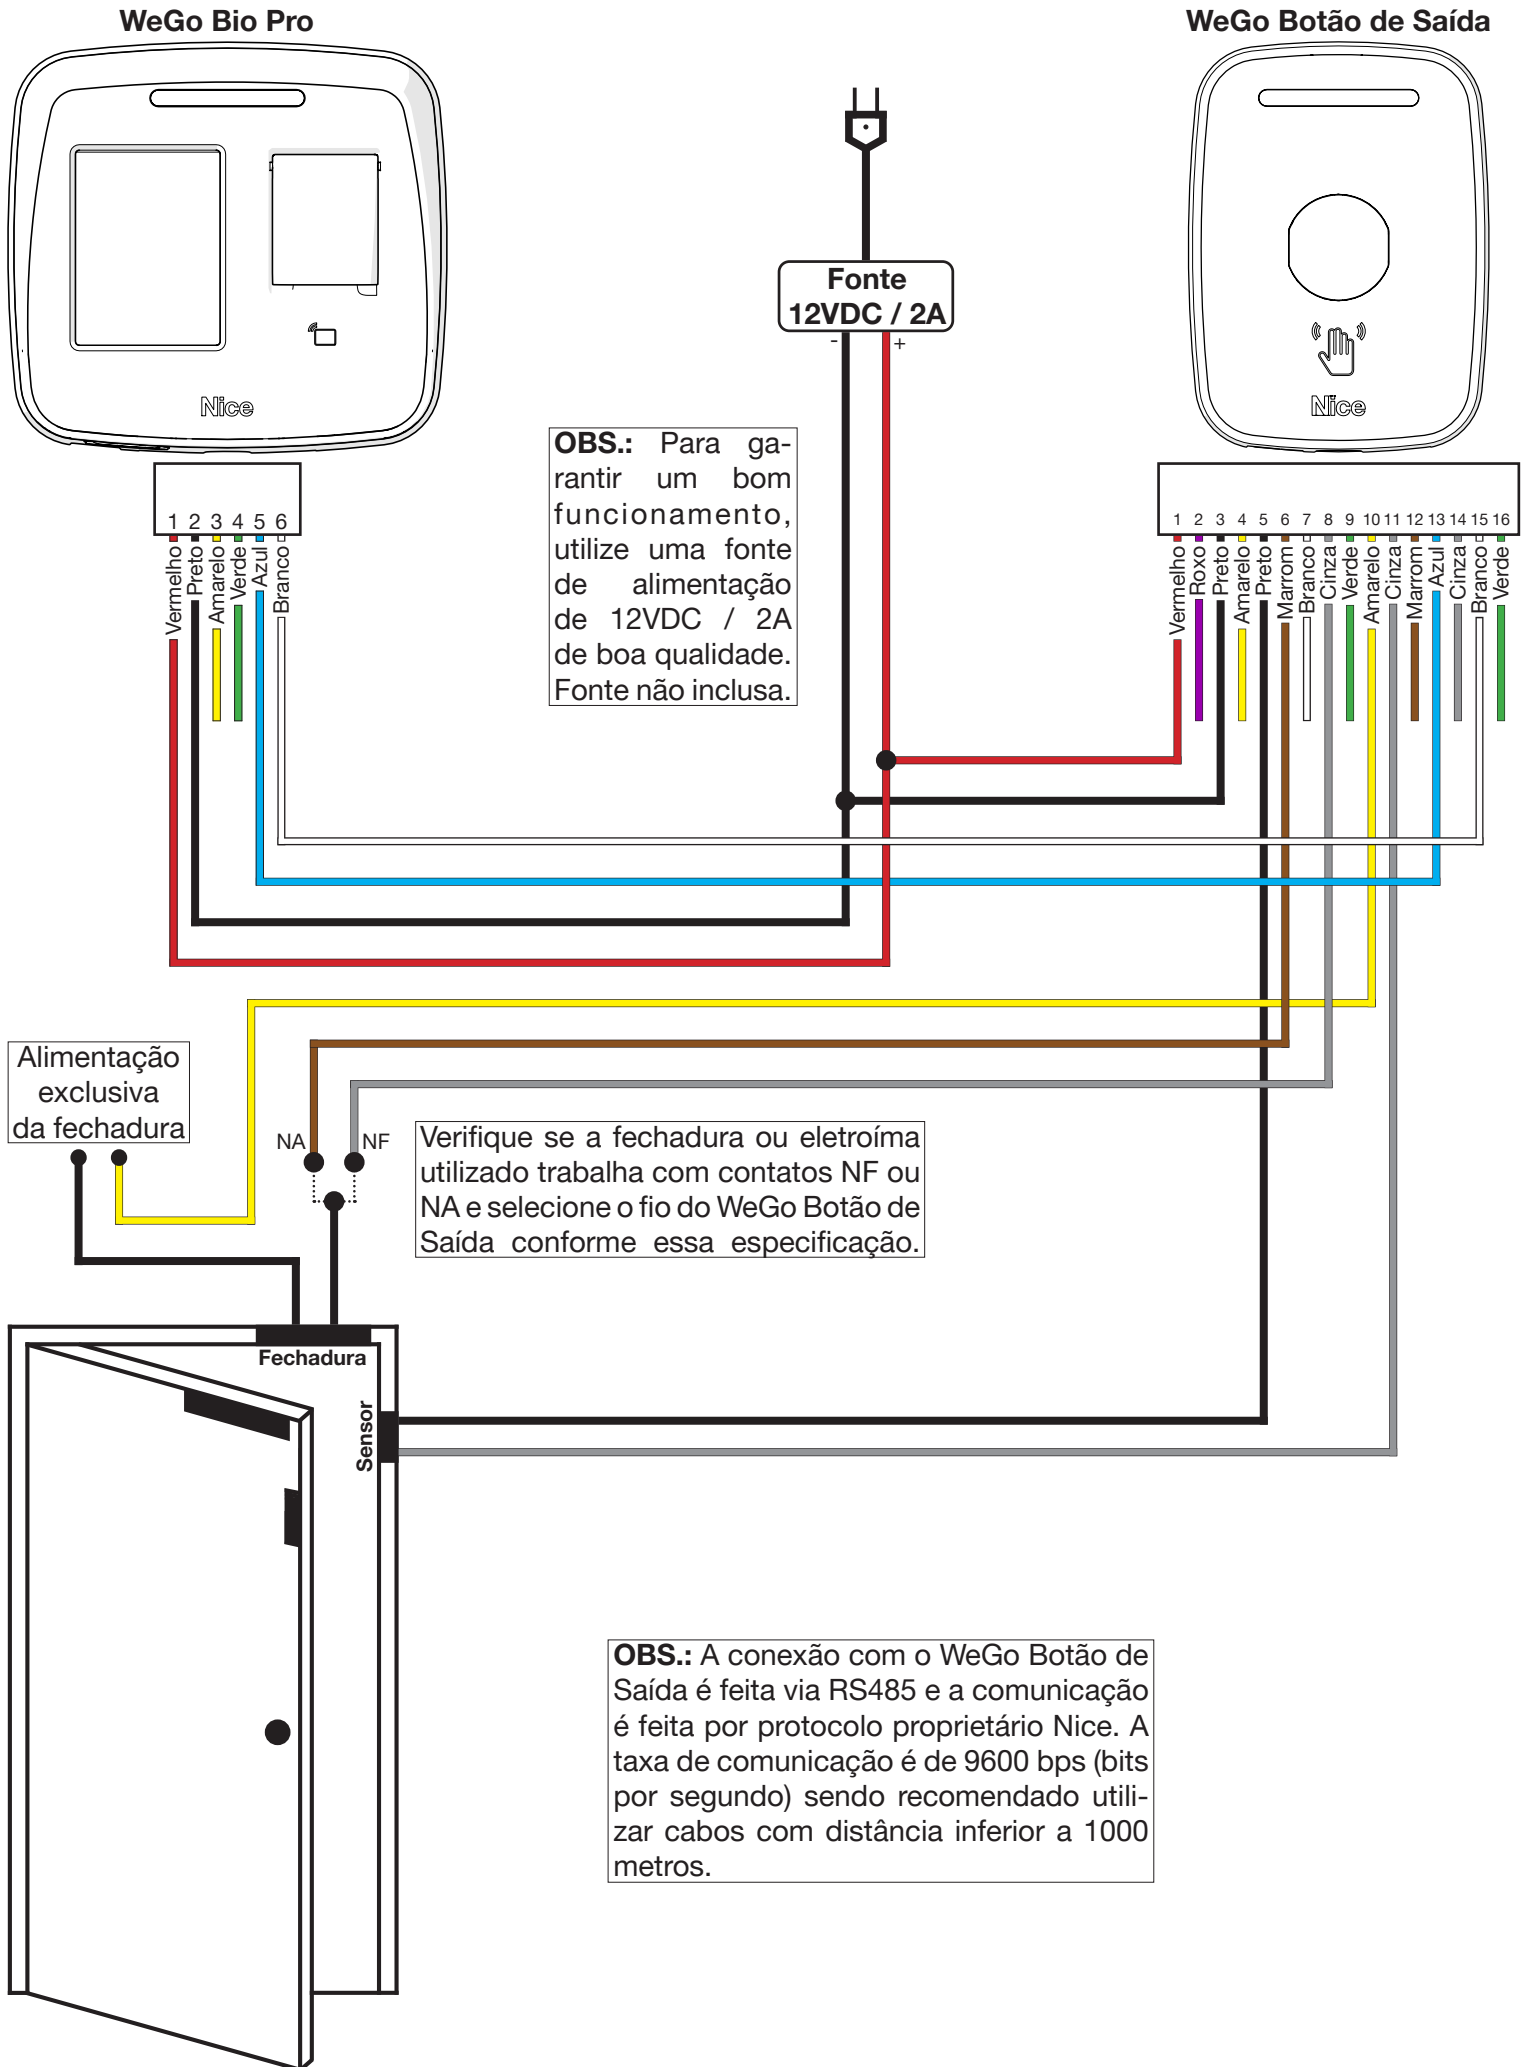 WeGo Bio Pro
WeGo Botão de Saída
Fonte
12VDC / 2A
- +
Nice
Nice
OBS.: Para ga-
rantir um bom
funcionamento,
utilize uma fonte
de alimentação
de 12VDC / 2A
de boa qualidade.
Fonte não inclusa.
1 2 3 4 5 6
Vermelho
Preto
Amarelo
Verde
Azul
Branco
1 2 3 4 5 6 7 8 9 10 11 12 13 14 15 16
Vermelho
Roxo
Preto
Amarelo
Preto
Marrom
Branco
Cinza
Verde
Amarelo
Cinza
Marrom
Azul
Cinza
Branco
Verde
Alimentação
exclusiva
da fechadura
NA NF
Verifique se a fechadura ou eletroíma
utilizado trabalha com contatos NF ou
NA e selecione o fio do WeGo Botão de
Saída conforme essa especificação.
Fechadura
Sensor
OBS.: A conexão com o WeGo Botão de
Saída é feita via RS485 e a comunicação
é feita por protocolo proprietário Nice. A
taxa de comunicação é de 9600 bps (bits
por segundo) sendo recomendado utili-
zar cabos com distância inferior a 1000
metros.